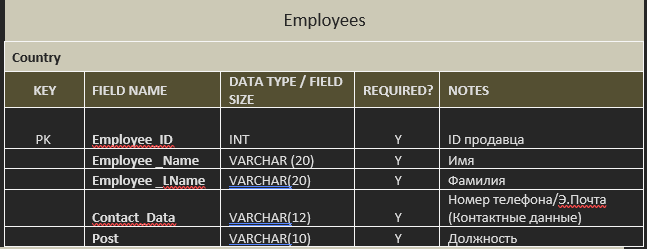 Employees
Country
KEY FIELD NAME DATA TYPE / FIELD SIZE REQUIRED? NOTES
PK Employee_ID INT Y ID продавца
Employee _Name VARCHAR (20) Y Имя
Employee _LName VARCHAR(20) Y Фамилия
Contact_Data VARCHAR(12) Y Номер телефона/Э.Почта (Контактные данные)
Post VARCHAR(10) Y Должность